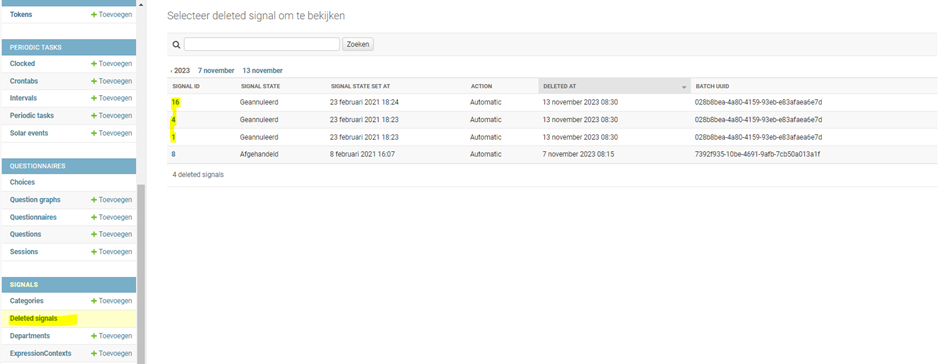 Tokens + Toevoegen
PERIODIC TASKS
Clocked + Toevoegen
Crontabs + Toevoegen
Intervals + Toevoegen
Periodic tasks + Toevoegen
Solar events + Toevoegen
QUESTIONNAIRES
Choices
Question graphs + Toevoegen
Questionnaires + Toevoegen
Questions + Toevoegen
Sessions + Toevoegen
SIGNALS
Categories + Toevoegen
Deleted signals
Departments + Toevoegen
ExpressionContexts + Toevoegen
Selecteer deleted signal om te bekijken
Zoeken
‹ 2023 7 november 13 november
SIGNAL ID SIGNAL STATE SIGNAL STATE SET AT ACTION DELETED AT BATCH UUID
16 Geannuleerd 23 februari 2021 18:24 Automatic 13 november 2023 08:30 028b8bea-4a80-4159-93eb-e83afaea6e7d
4 Geannuleerd 23 februari 2021 18:23 Automatic 13 november 2023 08:30 028b8bea-4a80-4159-93eb-e83afaea6e7d
1 Geannuleerd 23 februari 2021 18:23 Automatic 13 november 2023 08:30 028b8bea-4a80-4159-93eb-e83afaea6e7d
8 Afgehandeld 8 februari 2021 16:07 Automatic 7 november 2023 08:15 7392f935-10be-4691-9afb-7cb50a013a1f
4 deleted signals